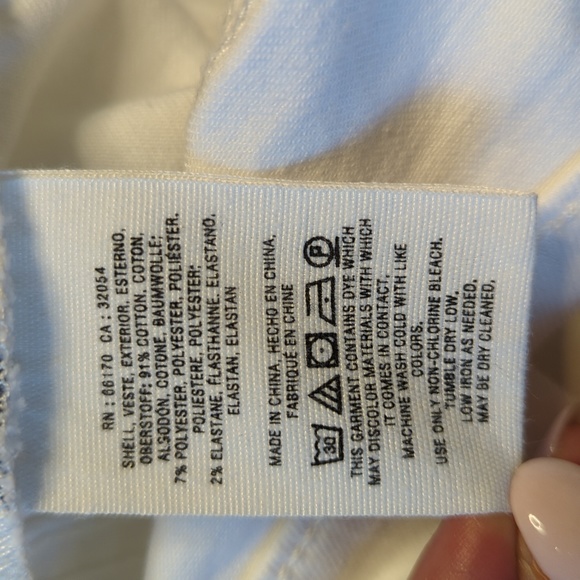 RN : 66170 CA : 32054
SHELL, VESTE, EXTERIOR, ESTERNO,
OBERSTOFF: 91% COTTON, COTON,
ALGODÓN, COTONE, BAUMWOLLE;
7% POLYESTER, POLYESTER, POLIÉSTER,
POLIESTERE, POLYESTER;
2% ELASTANE, ÉLASTHANNE, ELASTANO,
ELASTAN, ELASTAN
MADE IN CHINA, HECHO EN CHINA,
FABRIQUÉ EN CHINE
30 P
THIS GARMENT CONTAINS DYE WHICH
MAY DISCOLOR MATERIALS WITH WHICH
IT COMES IN CONTACT.
MACHINE WASH COLD WITH LIKE
COLORS.
USE ONLY NON-CHLORINE BLEACH.
TUMBLE DRY LOW.
LOW IRON AS NEEDED.
MAY BE DRY CLEANED.